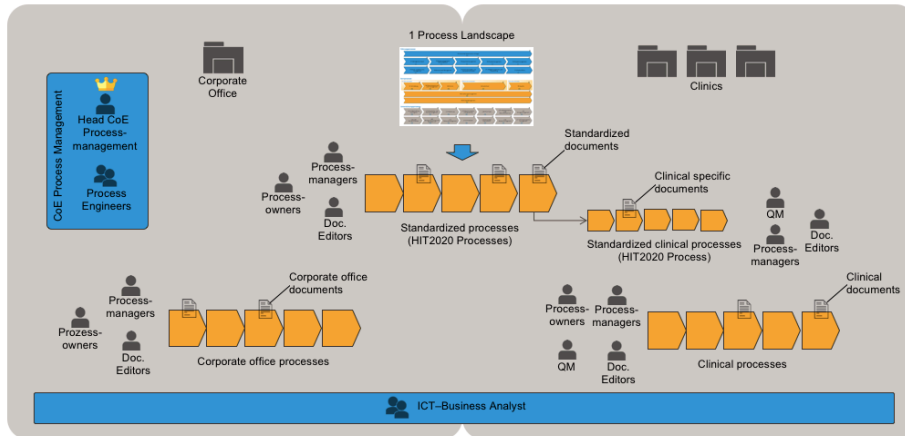 1 Process Landscape
Corporate
Office
Clinics
CoE Process Management
Head CoE
Process-
management
Process
Engineers
Standardized
documents
Process-
managers
Process-
owners
Doc.
Editors
Standardized processes
(HIT2020 Processes)
Clinical specific
documents
Standardized clinical processes
(HIT2020 Process)
QM
Process-
managers
Doc.
Editors
Corporate office
documents
Process-
managers
Prozess-
owners
Doc.
Editors
Corporate office processes
Clinical
documents
Process-
owners
Process-
managers
QM
Doc.
Editors
Clinical processes
ICT–Business Analyst